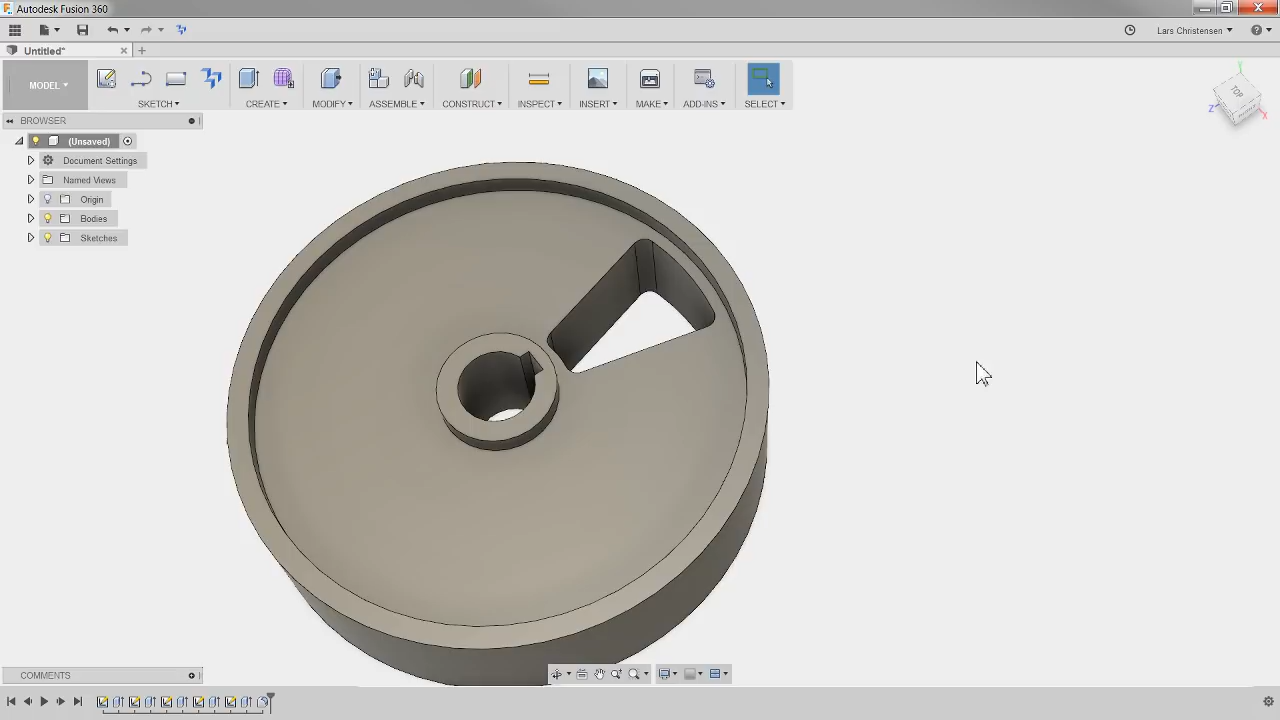 Autodesk Fusion 360
Lars Christensen
Untitled*
MODEL
SKETCH
CREATE
MODIFY
ASSEMBLE
CONSTRUCT
INSPECT
INSERT
MAKE
ADD-INS
SELECT
BROWSER
(Unsaved)
Document Settings
Named Views
Origin
Bodies
Sketches
COMMENTS
TOP
Y
Z
X